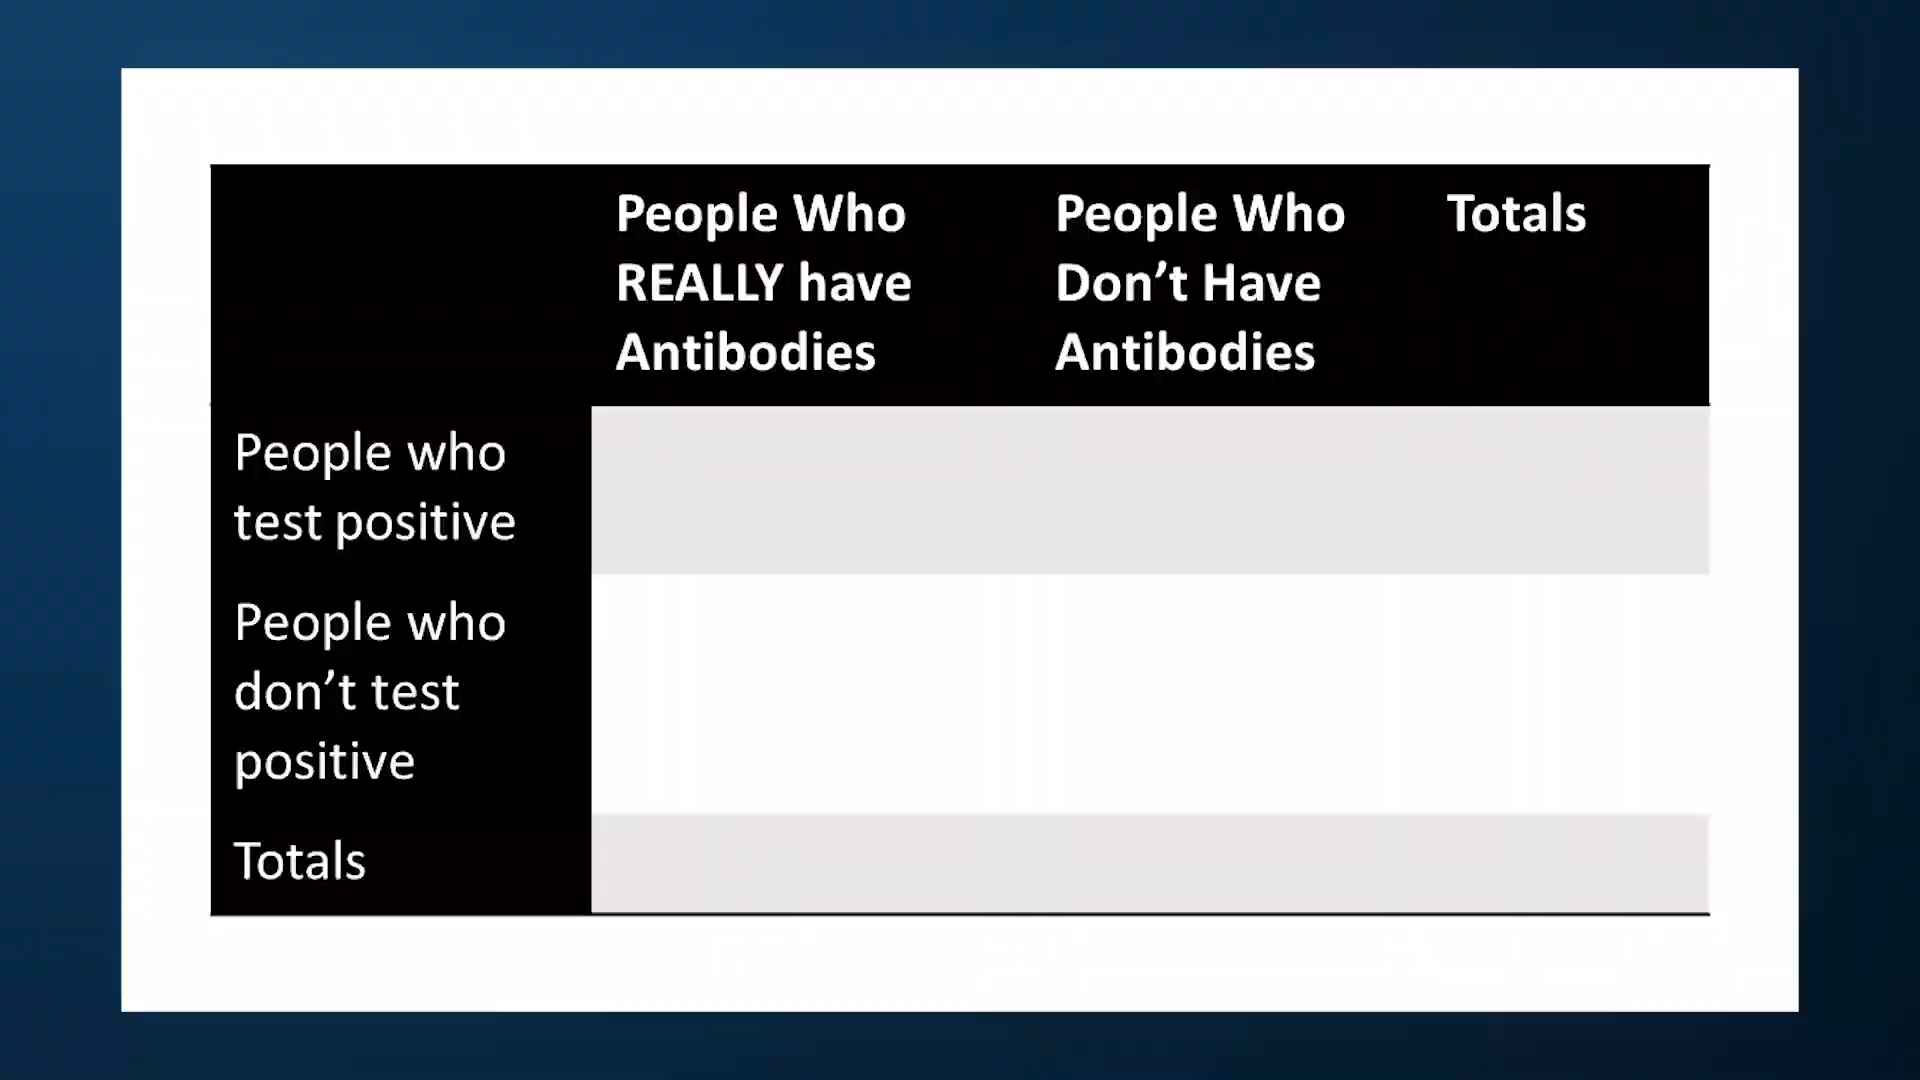 People Who
REALLY have
Antibodies
People Who
Don’t Have
Antibodies
Totals
People who
test positive
People who
don’t test
positive
Totals